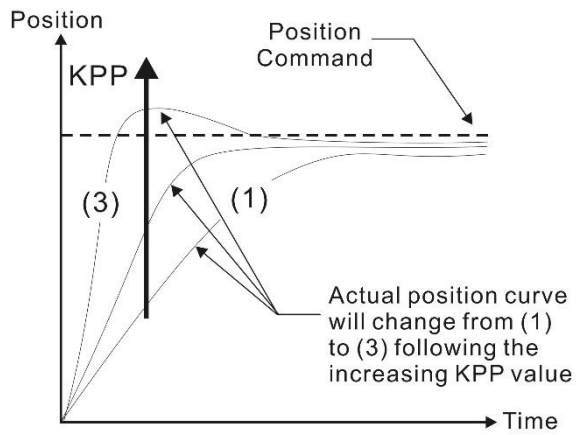 Position
Position
Command
KPP
(3)
(1)
Actual position curve
will change from (1)
to (3) following the
increasing KPP value
Time